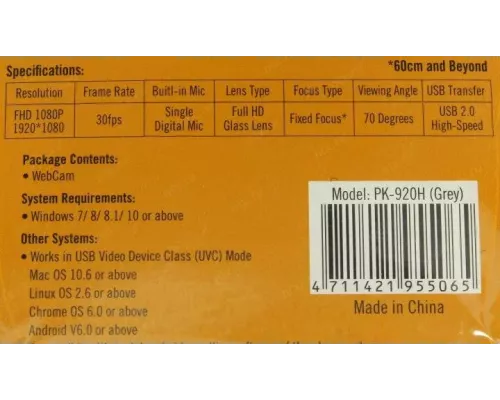 Specifications:
*60cm and Beyond
Resolution Frame Rate Builtl-in Mic Lens Type Focus Type Viewing Angle USB Transfer
FHD 1080P
1920*1080
30fps
Single
Digital Mic
Full HD
Glass Lens
Fixed Focus*
70 Degrees
USB 2.0
High-Speed
Package Contents:
• WebCam
System Requirements:
• Windows 7/ 8/ 8.1/ 10 or above
Other Systems:
• Works in USB Video Device Class (UVC) Mode
Mac OS 10.6 or above
Linux OS 2.6 or above
Chrome OS 6.0 or above
Android V6.0 or above
Model: PK-920H (Grey)
4 711421 955065
Made in China